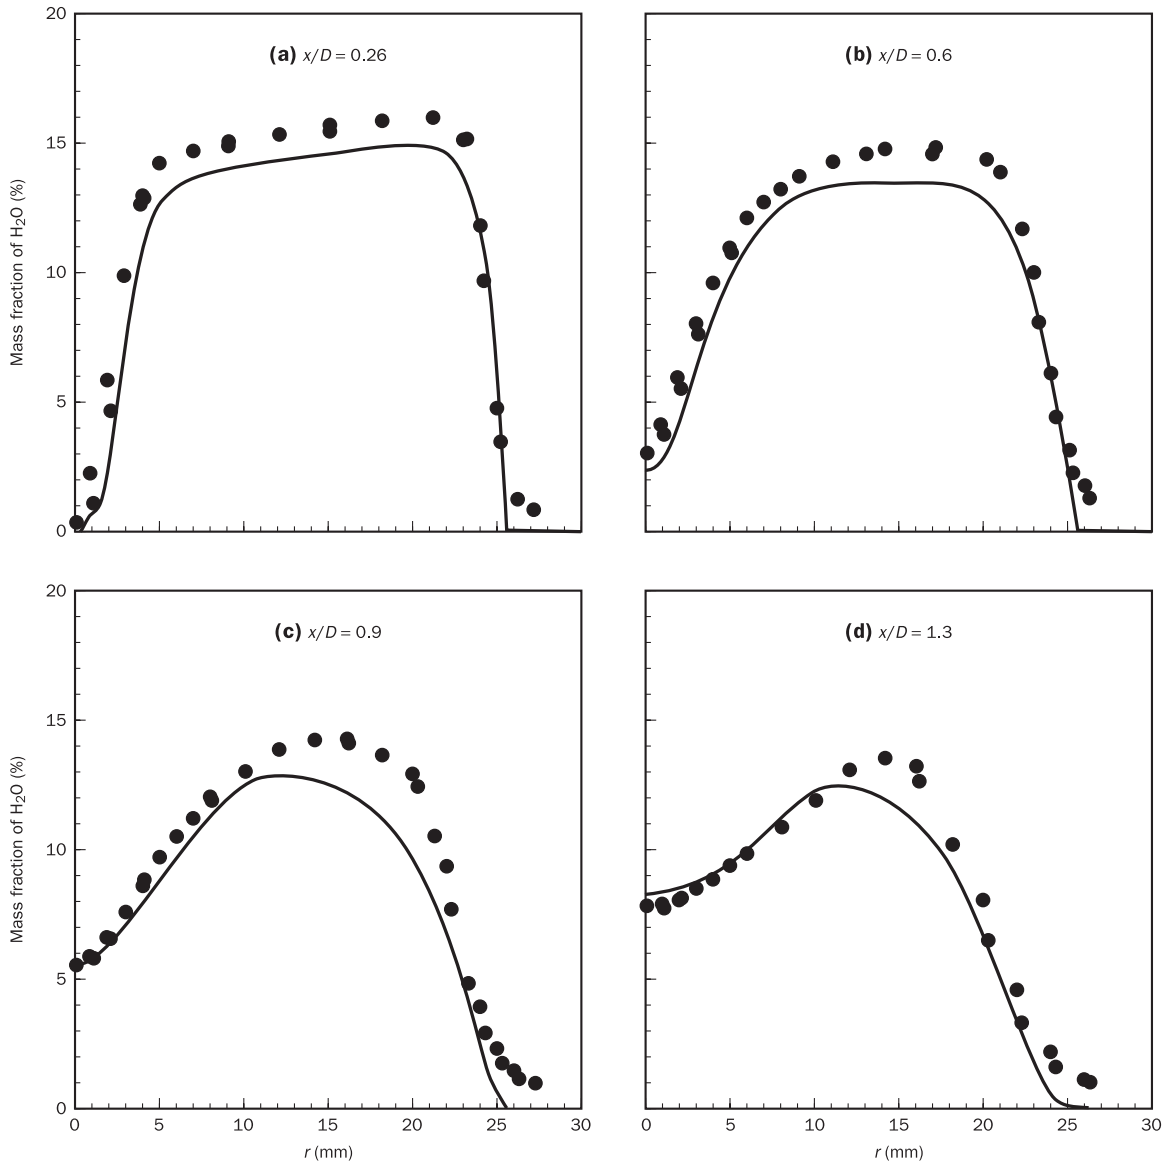 20
15
10
5
0
Mass fraction of H2O (%)
(a) x/D = 0.26
(b) x/D = 0.6
20
15
10
5
0
Mass fraction of H2O (%)
(c) x/D = 0.9
(d) x/D = 1.3
0 5 10 15 20 25 30
r (mm)
0 5 10 15 20 25 30
r (mm)